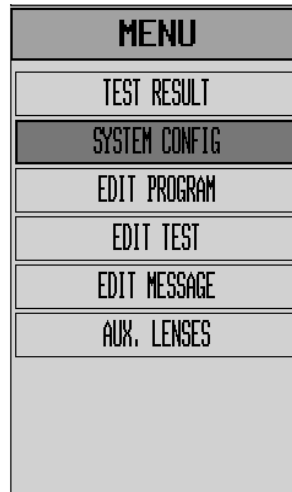 MENU
TEST RESULT
SYSTEM CONFIG
EDIT PROGRAM
EDIT TEST
EDIT MESSAGE
AUX. LENSES